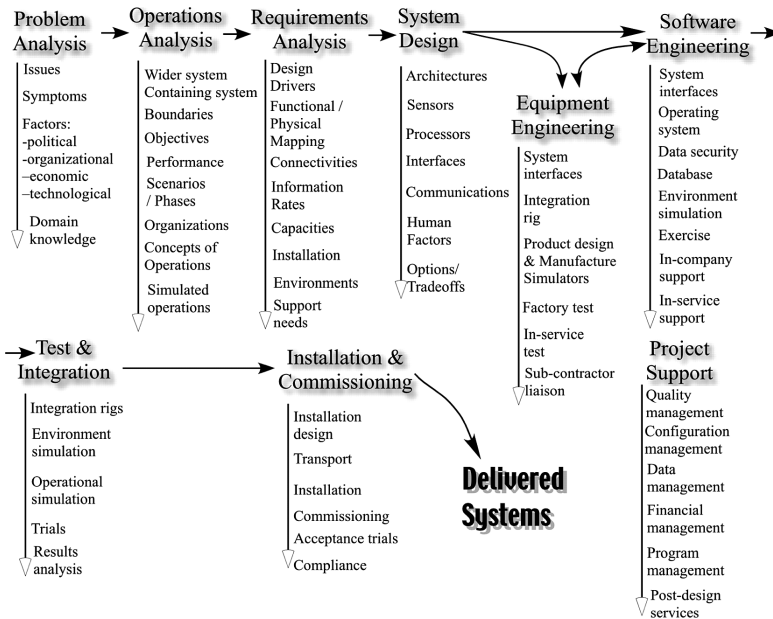 Problem
Analysis
Issues
Symptoms
Factors:
-political
-organizational
–economic
–technological
Domain
knowledge
Operations
Analysis
Wider system
Containing system
Boundaries
Objectives
Performance
Scenarios
/ Phases
Organizations
Concepts of
Operations
Simulated
operations
Requirements
Analysis
Design
Drivers
Functional /
Physical
Mapping
Connectivities
Information
Rates
Capacities
Installation
Environments
Support
needs
System
Design
Architectures
Sensors
Processors
Interfaces
Communications
Human
Factors
Options/
Tradeoffs
Equipment
Engineering
System
interfaces
Integration
rig
Product design
& Manufacture
Simulators
Factory test
In-service
test
Sub-contractor
liaison
Software
Engineering
System
interfaces
Operating
system
Data security
Database
Environment
simulation
Exercise
In-company
support
In-service
support
Test &
Integration
Integration rigs
Environment
simulation
Operational
simulation
Trials
Results
analysis
Installation &
Commissioning
Installation
design
Transport
Installation
Commissioning
Acceptance trials
Compliance
Delivered
Systems
Project
Support
Quality
management
Configuration
management
Data
management
Financial
management
Program
management
Post-design
services